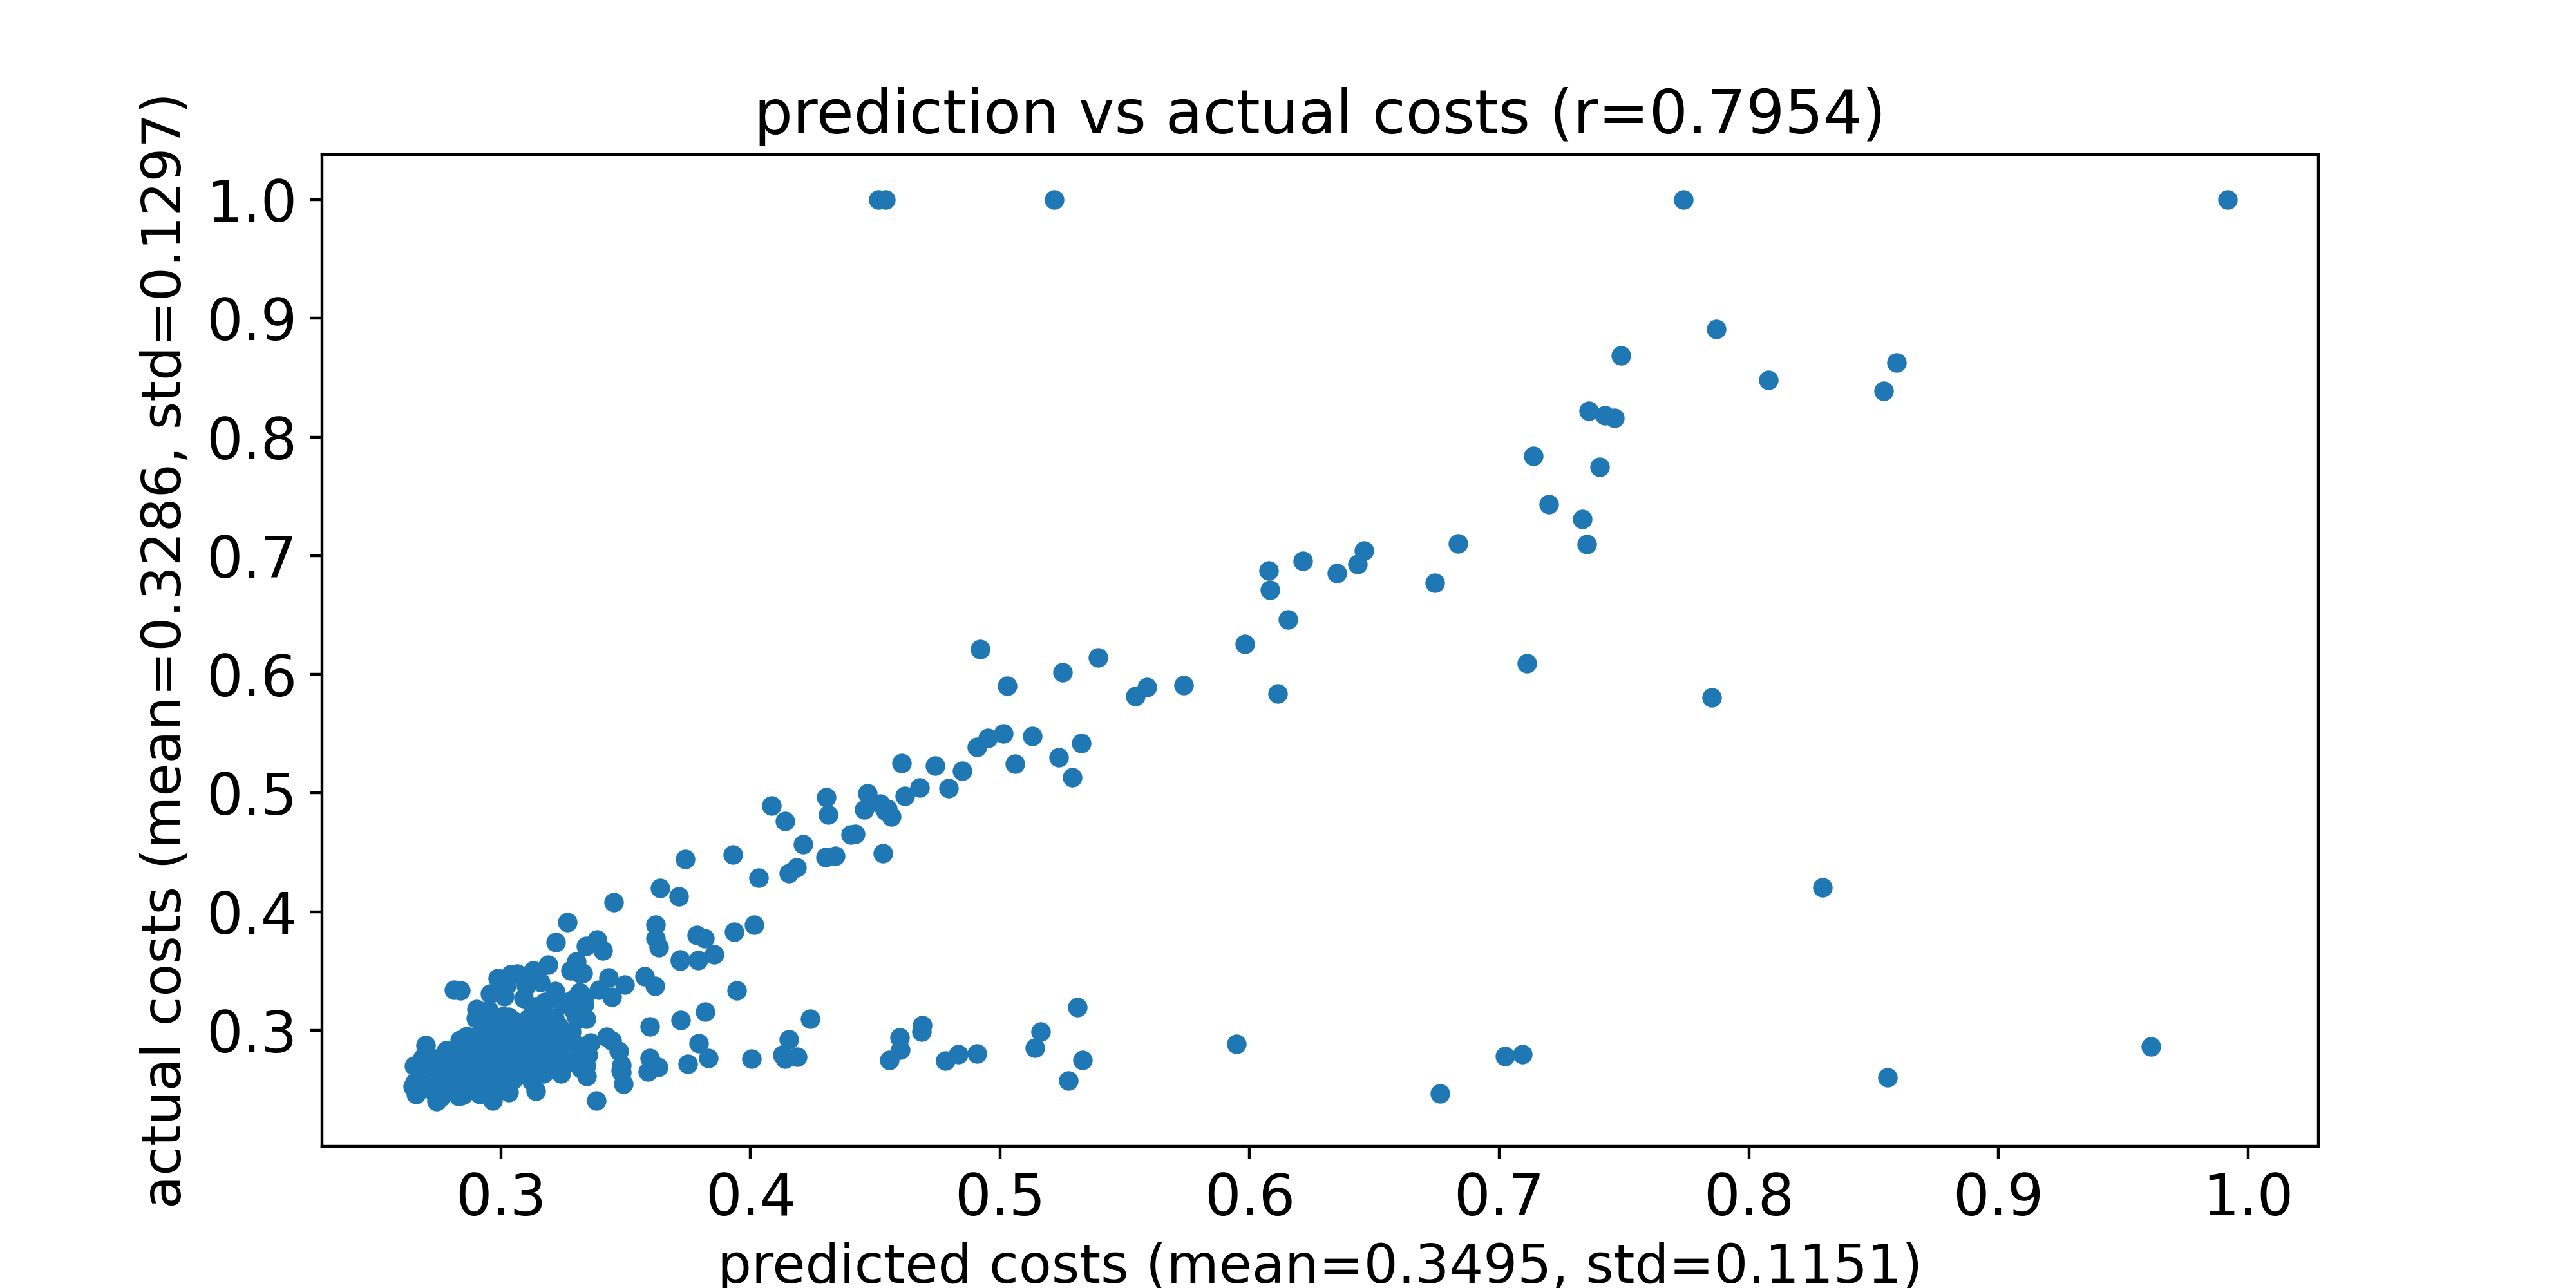 prediction vs actual costs (r=0.7954)
actual costs (mean=0.3286, std=0.1297)
1.0
0.9
0.8
0.7
0.6
0.5
0.4
0.3
0.3 0.4 0.5 0.6 0.7 0.8 0.9 1.0
predicted costs (mean=0.3495, std=0.1151)